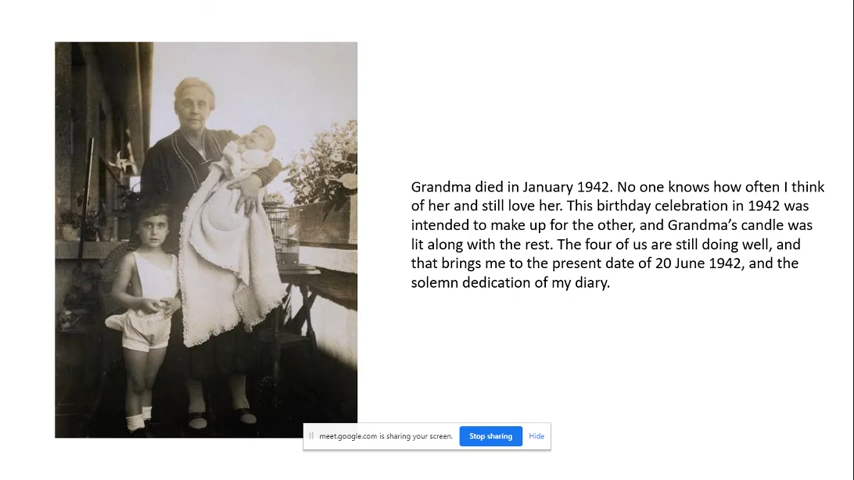 Grandma died in January 1942. No one knows how often I think
of her and still love her. This birthday celebration in 1942 was
intended to make up for the other, and Grandma's candle was
lit along with the rest. The four of us are still doing well, and
that brings me to the present date of 20 June 1942, and the
solemn dedication of my diary.
meet.google.com is sharing your screen. Stop sharing Hide